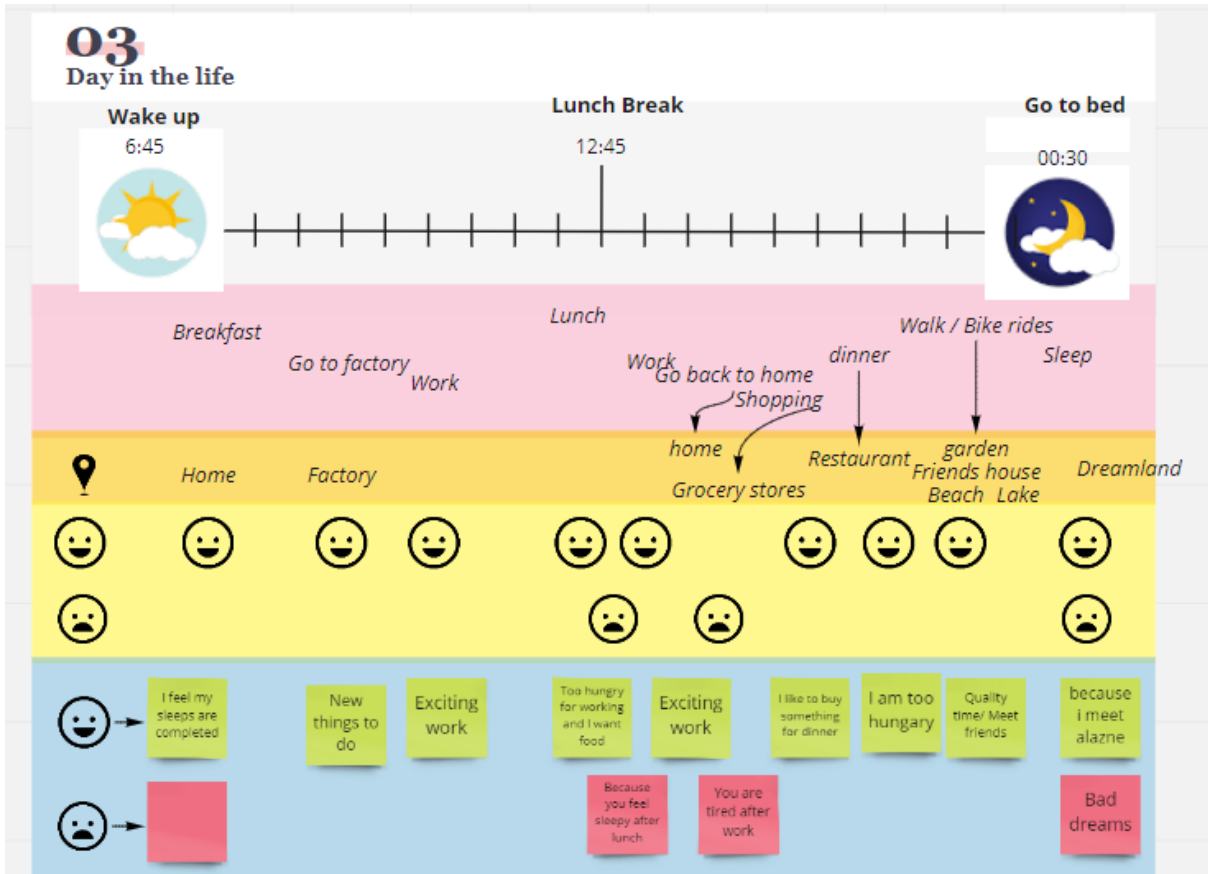 03
Day in the life
Wake up
Lunch Break
Go to bed
6:45
12:45
00:30
Breakfast
Lunch
Walk / Bike rides
Go to factory
Work
Work
dinner
Sleep
Go back to home
Shopping
home
Home
Factory
Grocery stores
Restaurant
garden
Friends house
Beach Lake
Dreamland
I feel my
sleeps are
completed
New
things to
do
Exciting
work
Too hungry
for working
and I want
food
Exciting
work
I like to buy
something
for dinner
I am too
hungary
Quality
time/ Meet
friends
because
i meet
alazne
Because
you feel
sleepy after
lunch
You are
tired after
work
Bad
dreams